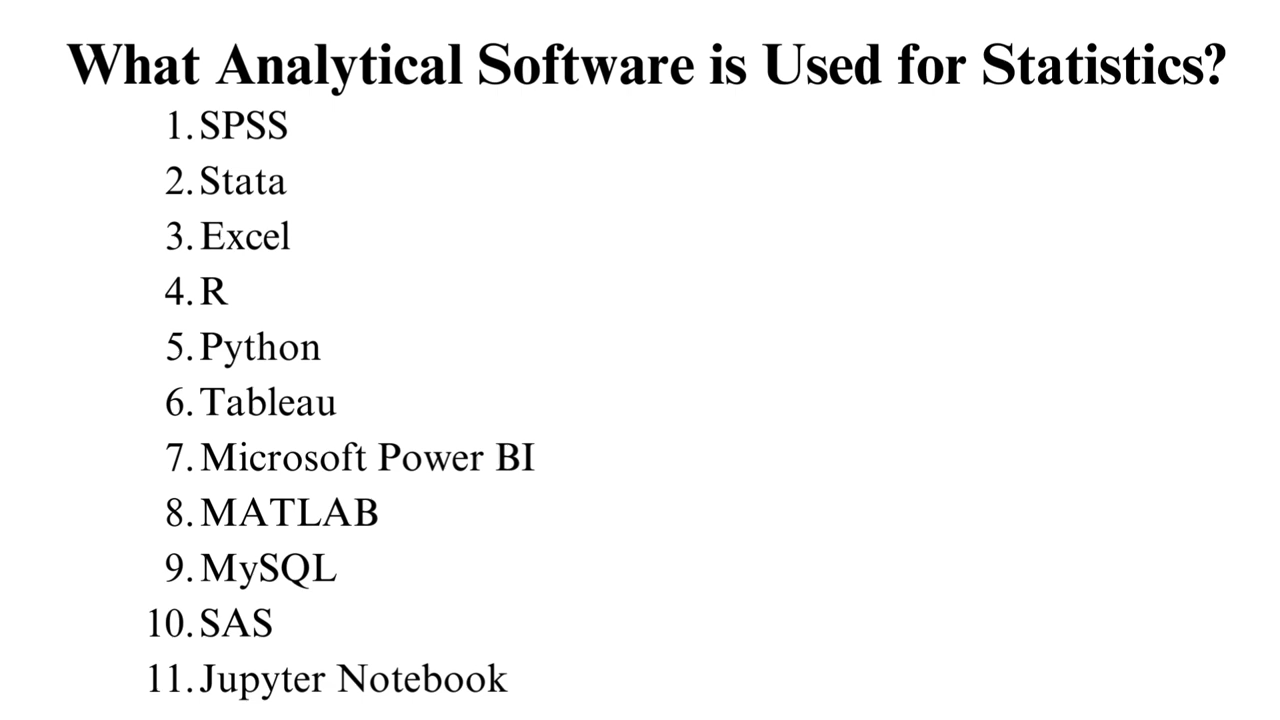 What Analytical Software is Used for Statistics?
1. SPSS
2. Stata
3. Excel
4. R
5. Python
6. Tableau
7. Microsoft Power BI
8. MATLAB
9. MySQL
10. SAS
11. Jupyter Notebook